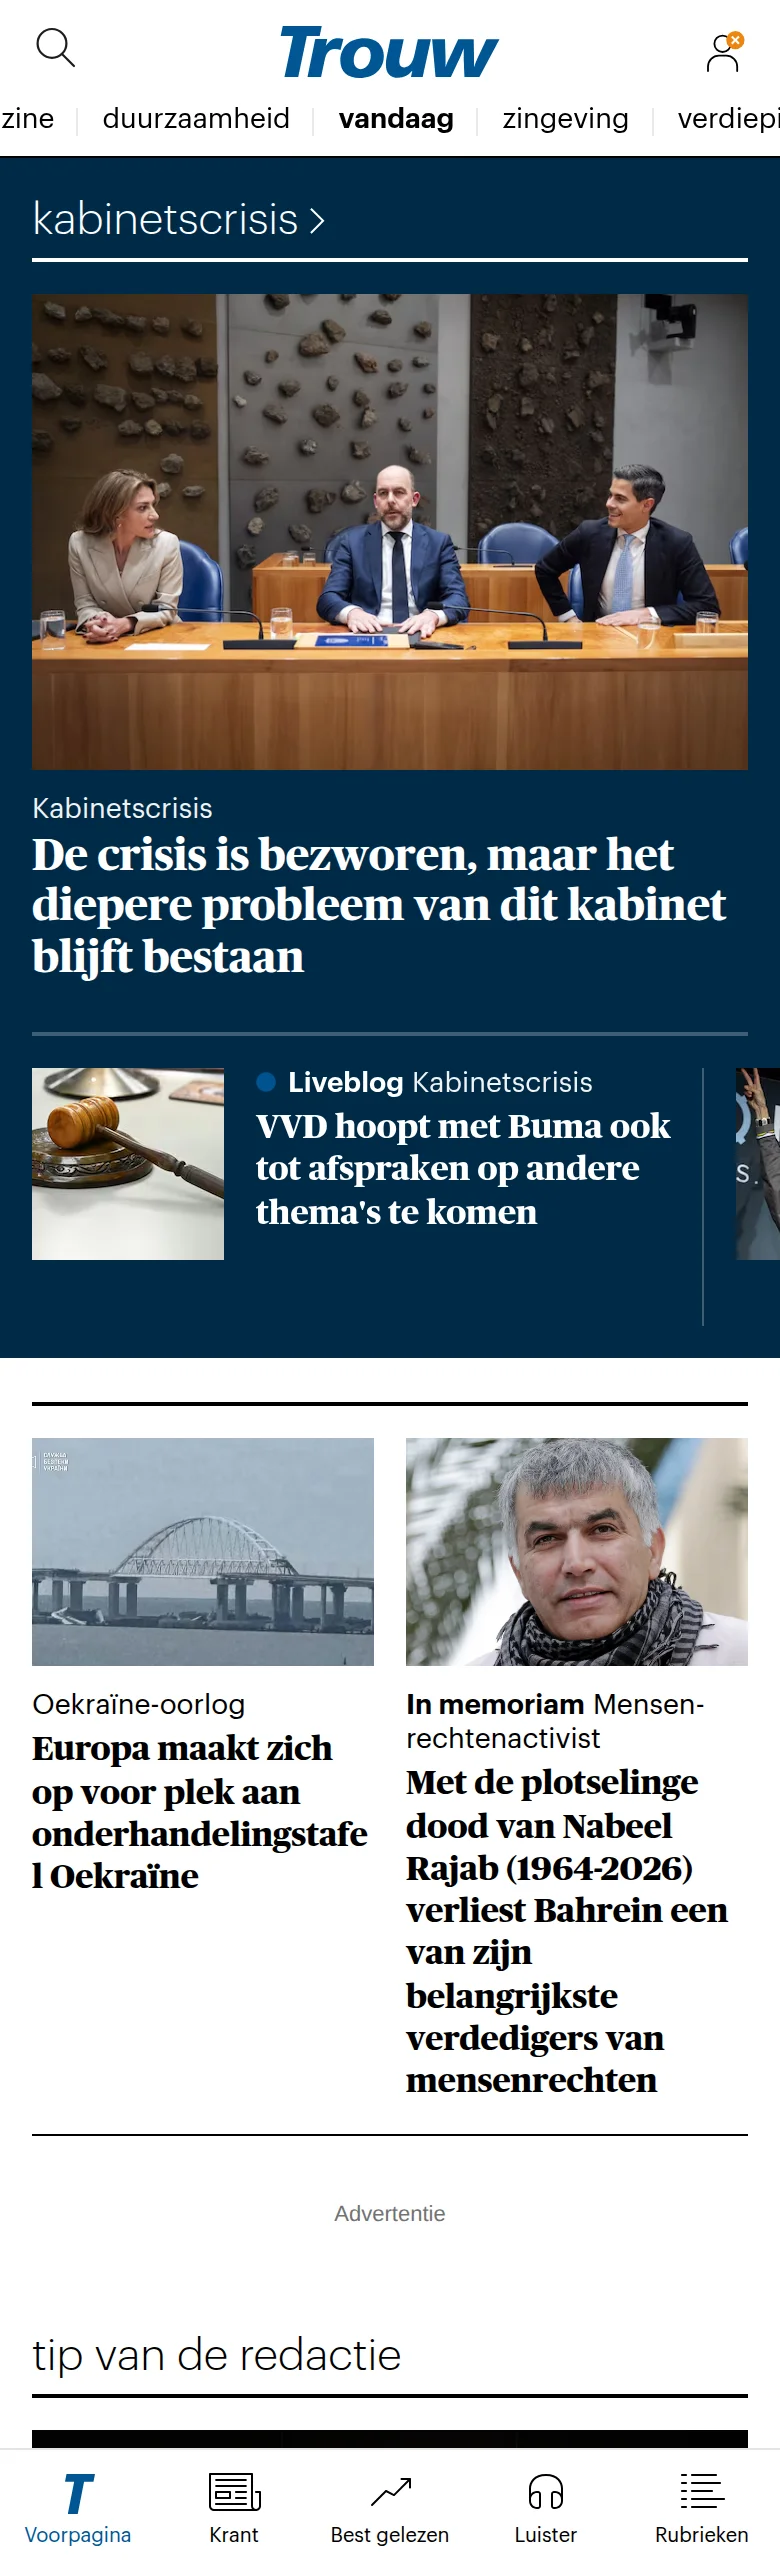 Trouw
zine
duurzaamheid
vandaag
zingeving
verdiepi
kabinetscrisis
Kabinetscrisis
De crisis is bezworen, maar het
diepere probleem van dit kabinet
blijft bestaan
Liveblog Kabinetscrisis
VVD hoopt met Buma ook
tot afspraken op andere
thema's te komen
S.
СЛУЖБА
БЕЗПЕКИ
УКРАЇНИ
Oekraïne-oorlog
Europa maakt zich
op voor plek aan
onderhandelingstafe
l Oekraïne
In memoriam Mensen-
rechtenactivist
Met de plotselinge
dood van Nabeel
Rajab (1964-2026)
verliest Bahrein een
van zijn
belangrijkste
verdedigers van
mensenrechten
Advertentie
tip van de redactie
T
Voorpagina
Krant
Best gelezen
Luister
Rubrieken